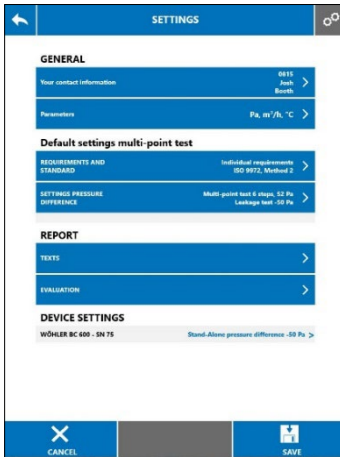 SETTINGS
GENERAL
Your contact information
0815
Josh
Booth
Parameters
Pa, m³/h, °C
Default settings multi-point test
REQUIREMENTS AND
STANDARD
Individual requirements
ISO 9972, Method 2
SETTINGS PRESSURE
DIFFERENCE
Multi-point test 6 steps, 52 Pa
Leakage test -50 Pa
REPORT
TEXTS
EVALUATION
DEVICE SETTINGS
WÖHLER BC 600 - SN 75
Stand-Alone pressure difference -50 Pa
CANCEL
SAVE